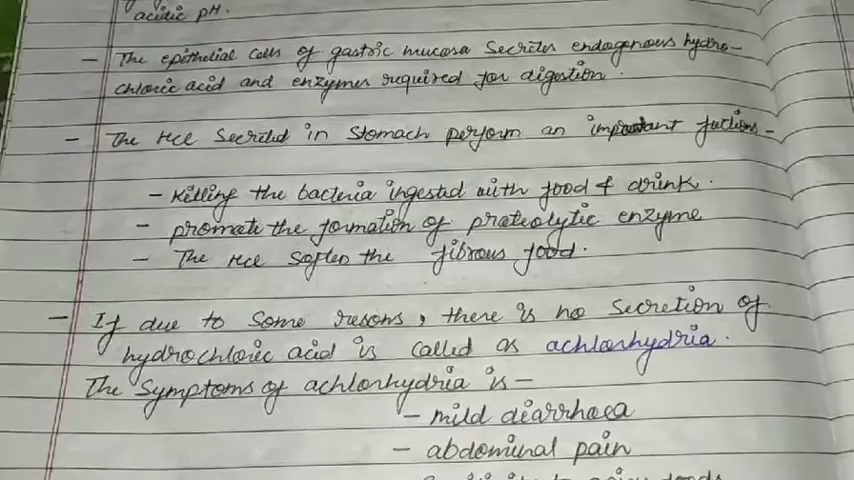 acidic pH.
- The epithelial cells of gastric mucosa secretes endogenous hydro-
chloric acid and enzymes required for digestion.
- The HCl secreted in stomach perform an important fuctions-
- Killing the bacteria ingested with food & drink.
- promote the formation of proteolytic enzyme
- The HCl soften the fibrous food.
- If due to some resons, there is no secretion of
hydrochloric acid is called as achlorhydria.
The symptoms of achlorhydria is -
- mild diarrhoea
- abdominal pain